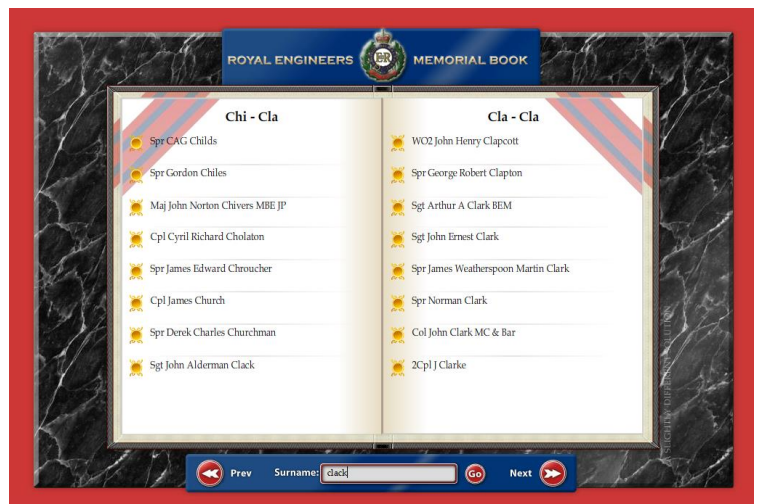 ROYAL ENGINEERS MEMORIAL BOOK
Chi - Cla
Spr CAG Childs
Spr Gordon Chiles
Maj John Norton Chivers MBE JP
Cpl Cyril Richard Cholaton
Spr James Edward Chroucher
Cpl James Church
Spr Derek Charles Churchman
Sgt John Alderman Clack
Cla - Cla
WO2 John Henry Clapcott
Spr George Robert Clapton
Sgt Arthur A Clark BEM
Sgt John Ernest Clark
Spr James Weatherspoon Martin Clark
Spr Norman Clark
Col John Clark MC & Bar
2Cpl J Clarke
SLIGHTLY DIFFERENT SOLUTION
Prev Surname: clack Go Next